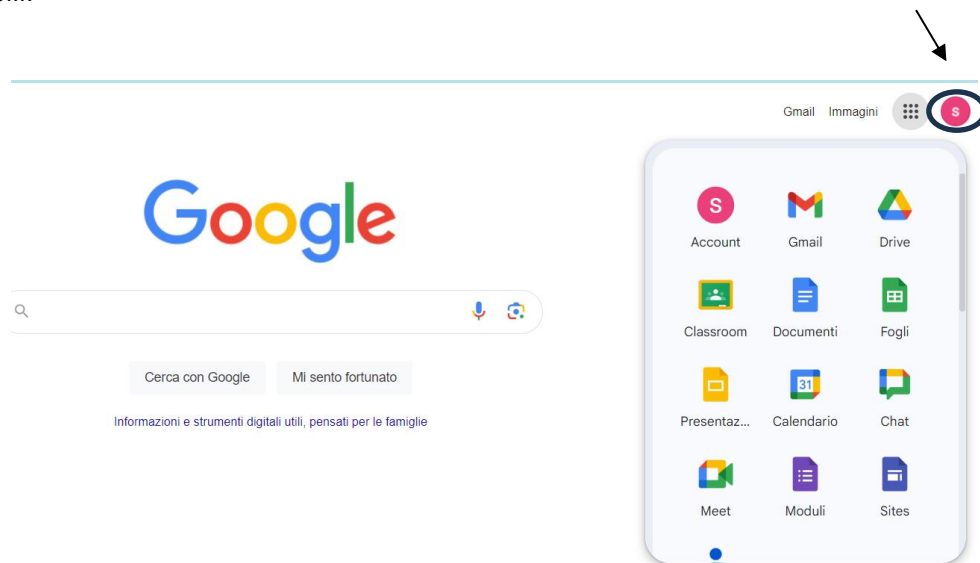 Gmail Immagini S
Google
S
Account Gmail Drive
Classroom Documenti Fogli
31
Presentaz... Calendario Chat
Meet Moduli Sites
Cerca con Google Mi sento fortunato
Informazioni e strumenti digitali utili, pensati per le famiglie